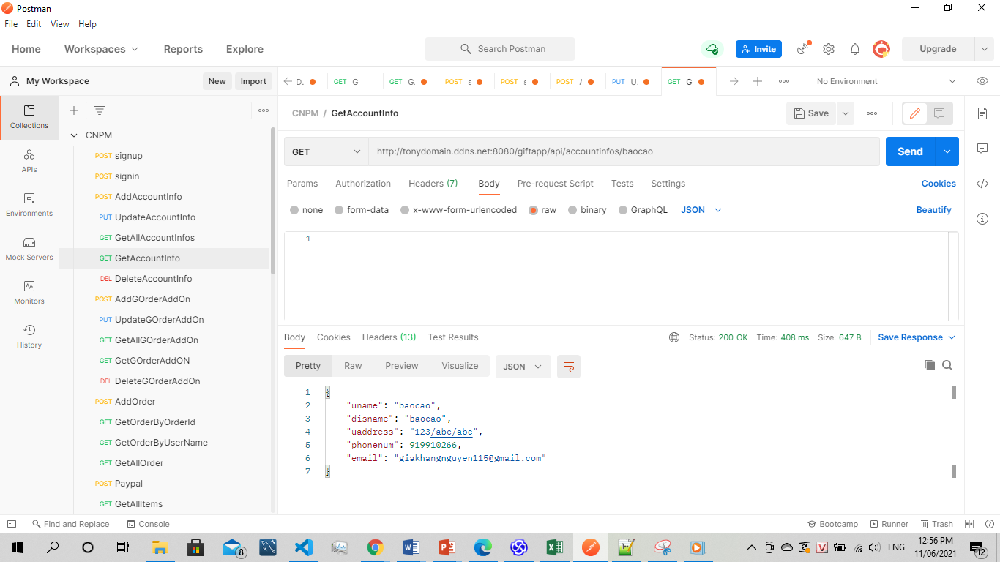 Postman
File Edit View Help
Home Workspaces Reports Explore Search Postman Invite Upgrade
My Workspace New Import
D. GET G. GET G. POST s POST s POST A PUT U. GET G No Environment
Collections
APIs
Environments
Mock Servers
Monitors
History
CNPM
POST signup
POST signin
POST AddAccountInfo
PUT UpdateAccountInfo
GET GetAllAccountInfos
GET GetAccountInfo
DEL DeleteAccountInfo
POST AddGOrderAddOn
PUT UpdateGOrderAddOn
GET GetAllGOrderAddOn
GET GetGOrderAddON
DEL DeleteGOrderAddOn
POST AddOrder
GET GetOrderByOrderId
GET GetOrderByUserName
GET GetAllOrder
POST Paypal
GET GetAllItems
CNPM / GetAccountInfo Save
GET http://tonydomain.ddns.net:8080/giftapp/api/accountinfos/baocao Send
Params Authorization Headers (7) Body Pre-request Script Tests Settings Cookies
none form-data x-www-form-urlencoded raw binary GraphQL JSON Beautify
1
Body Cookies Headers (13) Test Results Status: 200 OK Time: 408 ms Size: 647 B Save Response
Pretty Raw Preview Visualize JSON
1 {
2 "uname": "baocao",
3 "disname": "baocao",
4 "uaddress": "123/abc/abc",
5 "phonenum": 919910266,
6 "email": "giakhangnguyen115@gmail.com"
7 }
Find and Replace Console Bootcamp Runner Trash
8 ENG 12:56 PM
11/06/2021 12